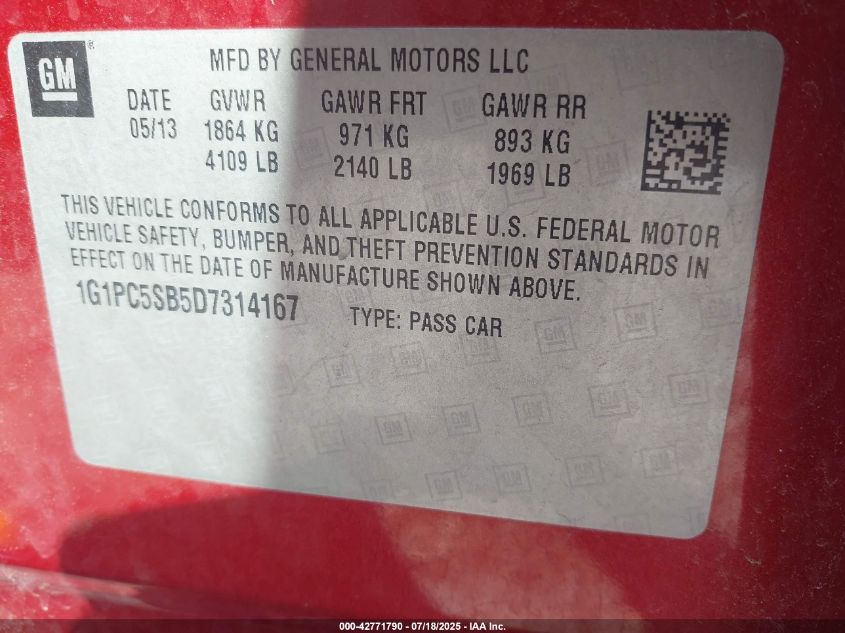 GM®
MFD BY GENERAL MOTORS LLC
DATE GVWR GAWR FRT GAWR RR
05/13 1864 KG 971 KG 893 KG
4109 LB 2140 LB 1969 LB
THIS VEHICLE CONFORMS TO ALL APPLICABLE U.S. FEDERAL MOTOR
VEHICLE SAFETY, BUMPER, AND THEFT PREVENTION STANDARDS IN
EFFECT ON THE DATE OF MANUFACTURE SHOWN ABOVE.
1G1PC5SB5D7314167 TYPE: PASS CAR
000-42771790 - 07/18/2025 - IAA Inc.